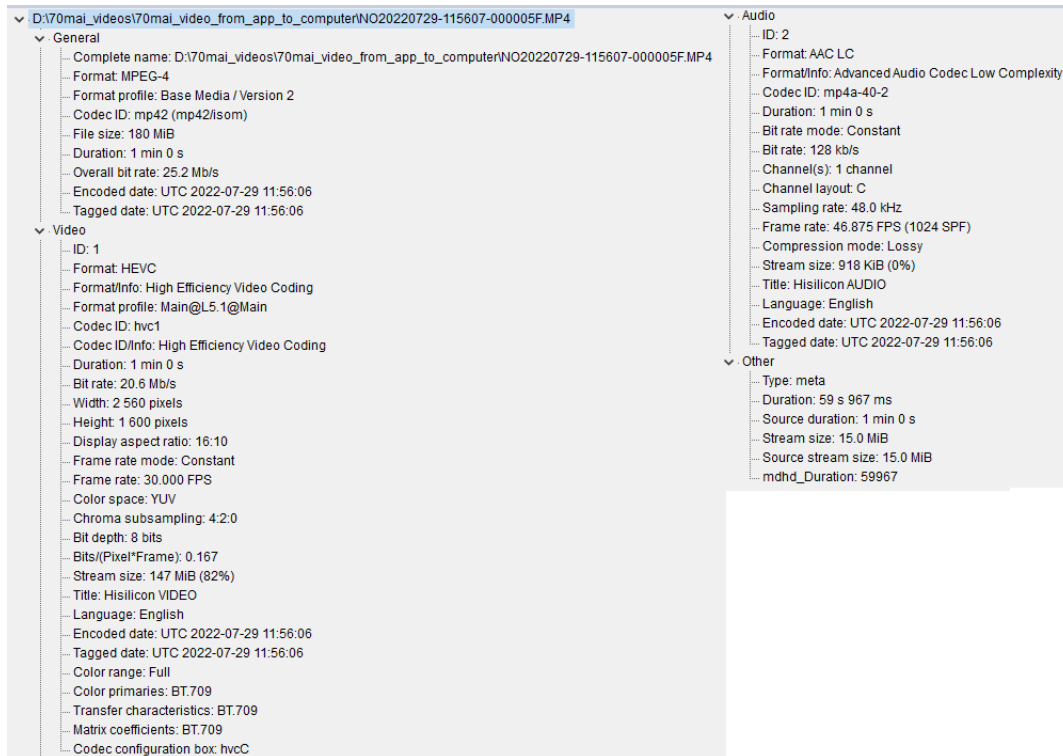 D:\70mai_videos\70mai_video_from_app_to_computer\NO20220729-115607-000005F.MP4
General
Complete name: D:\70mai_videos\70mai_video_from_app_to_computer\NO20220729-115607-000005F.MP4
Format: MPEG-4
Format profile: Base Media / Version 2
Codec ID: mp42 (mp42/isom)
File size: 180 MiB
Duration: 1 min 0 s
Overall bit rate: 25.2 Mb/s
Encoded date: UTC 2022-07-29 11:56:06
Tagged date: UTC 2022-07-29 11:56:06
Video
ID: 1
Format: HEVC
Format/Info: High Efficiency Video Coding
Format profile: Main@L5.1@Main
Codec ID: hvc1
Codec ID/Info: High Efficiency Video Coding
Duration: 1 min 0 s
Bit rate: 20.6 Mb/s
Width: 2 560 pixels
Height: 1 600 pixels
Display aspect ratio: 16:10
Frame rate mode: Constant
Frame rate: 30.000 FPS
Color space: YUV
Chroma subsampling: 4:2:0
Bit depth: 8 bits
Bits/(Pixel*Frame): 0.167
Stream size: 147 MiB (82%)
Title: Hisilicon VIDEO
Language: English
Encoded date: UTC 2022-07-29 11:56:06
Tagged date: UTC 2022-07-29 11:56:06
Color range: Full
Color primaries: BT.709
Transfer characteristics: BT.709
Matrix coefficients: BT.709
Codec configuration box: hvcC
Audio
ID: 2
Format: AAC LC
Format/Info: Advanced Audio Codec Low Complexity
Codec ID: mp4a-40-2
Duration: 1 min 0 s
Bit rate mode: Constant
Bit rate: 128 kb/s
Channel(s): 1 channel
Channel layout: C
Sampling rate: 48.0 kHz
Frame rate: 46.875 FPS (1024 SPF)
Compression mode: Lossy
Stream size: 918 KiB (0%)
Title: Hisilicon AUDIO
Language: English
Encoded date: UTC 2022-07-29 11:56:06
Tagged date: UTC 2022-07-29 11:56:06
Other
Type: meta
Duration: 59 s 967 ms
Source duration: 1 min 0 s
Stream size: 15.0 MiB
Source stream size: 15.0 MiB
mdhd_Duration: 59967